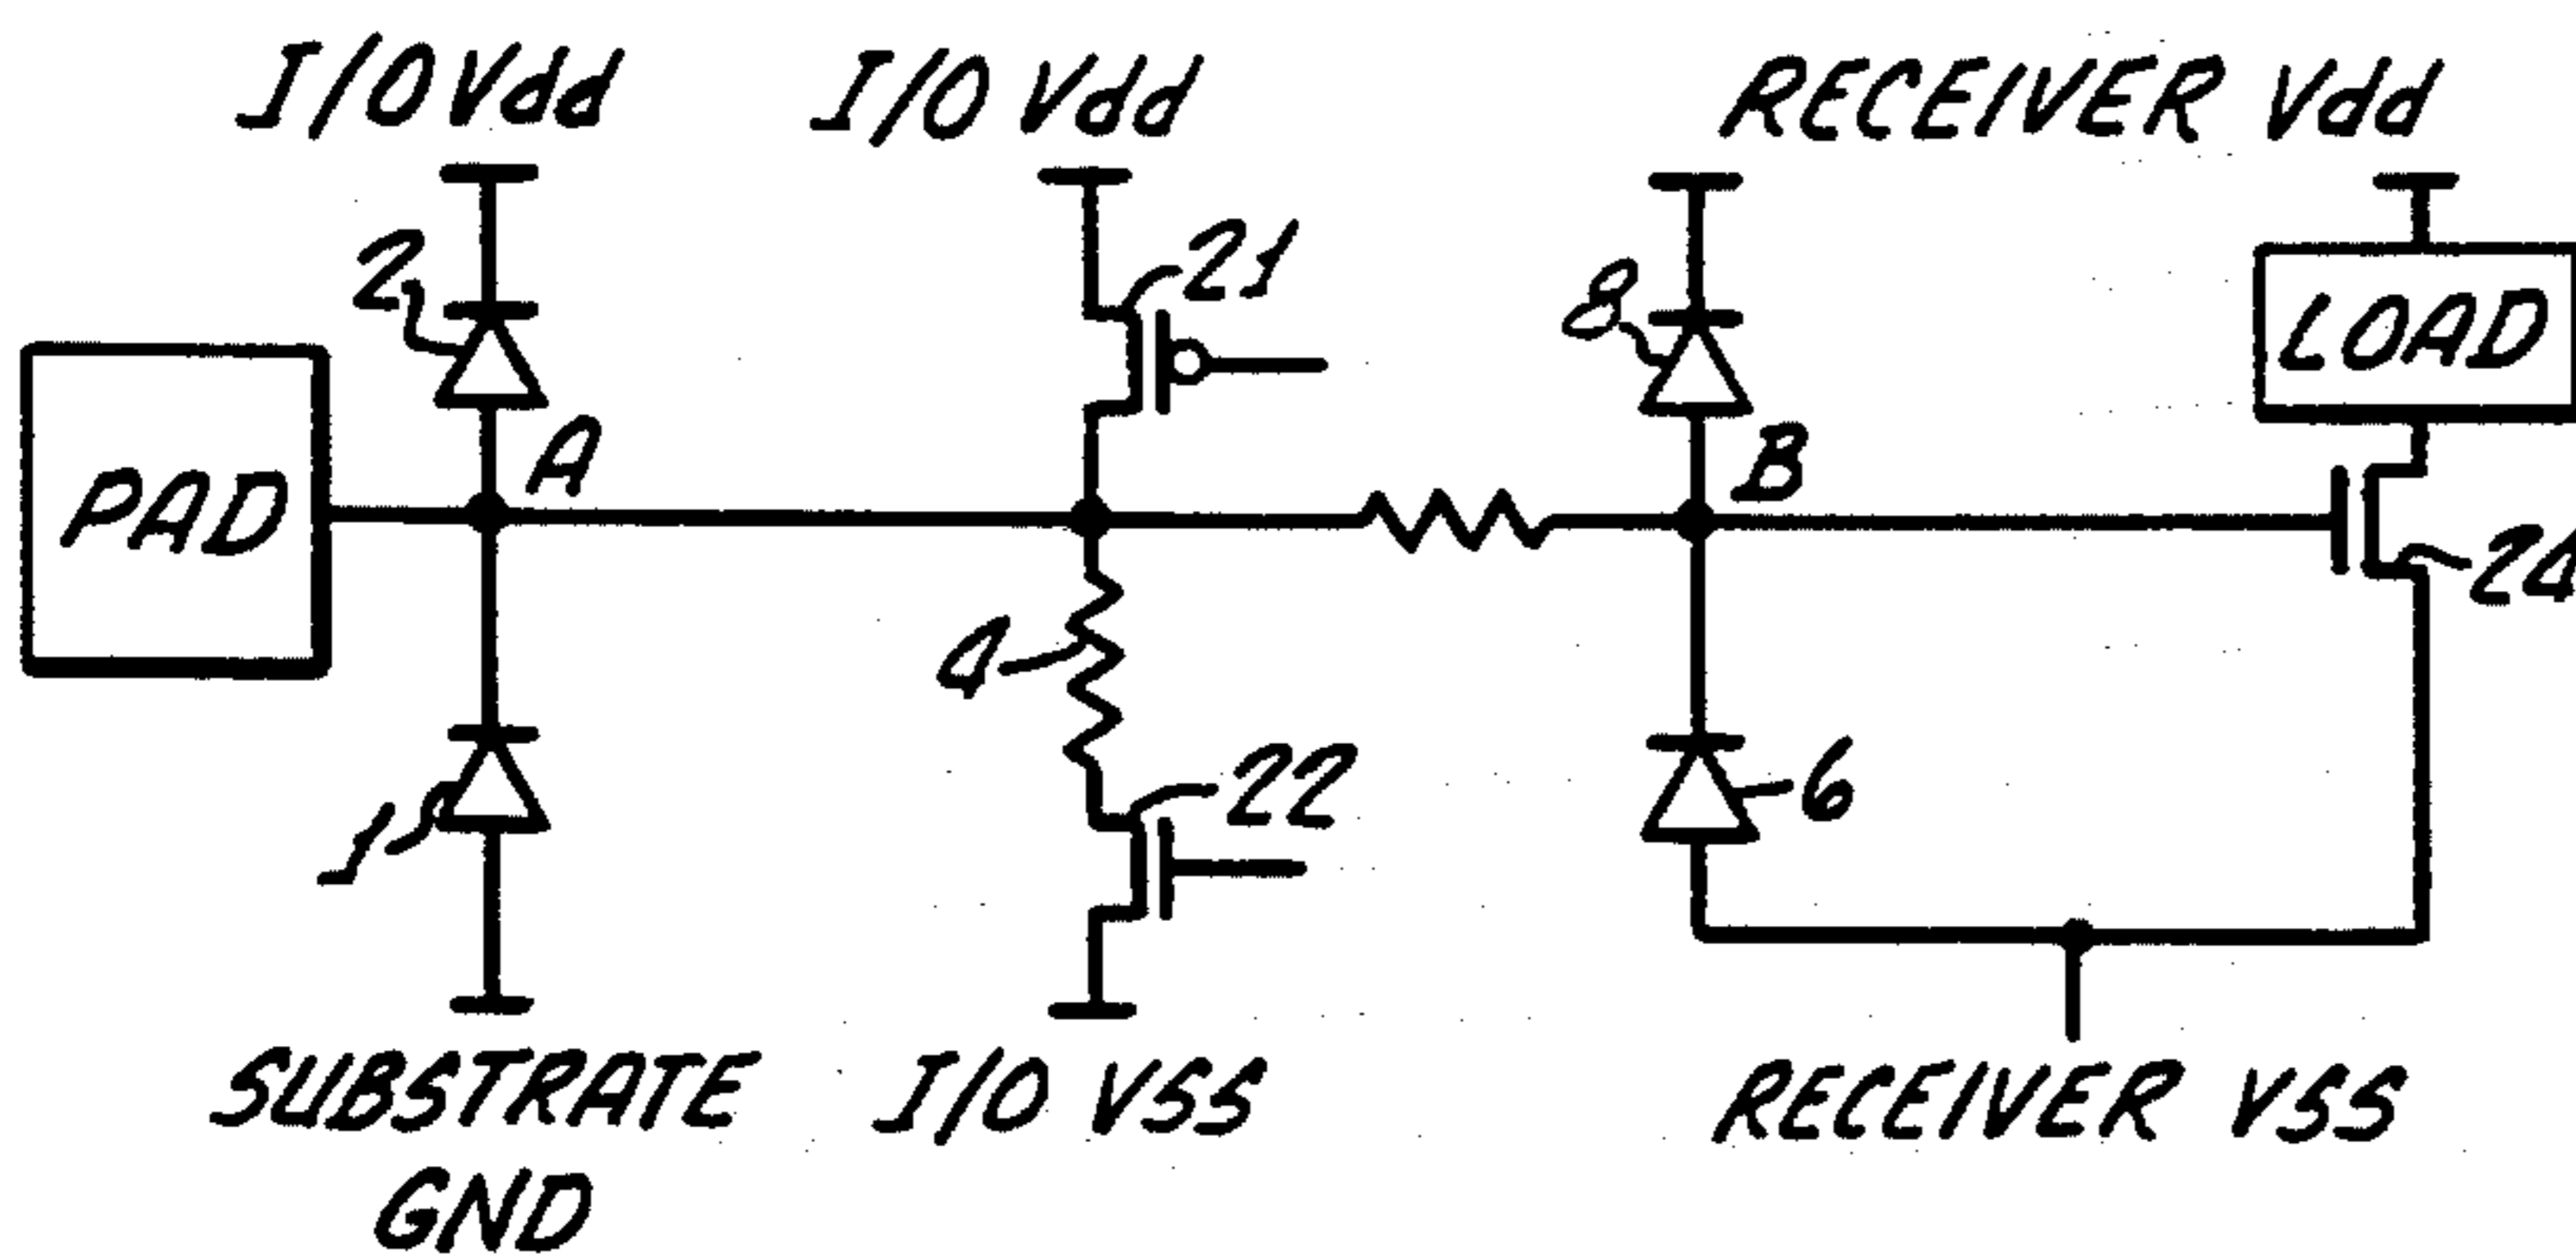 I/O Vdd
I/O Vdd
RECEIVER Vdd
2
21
8
LOAD
PAD
A
B
24
4
22
1
6
SUBSTRATE
GND
I/O VSS
RECEIVER VSS